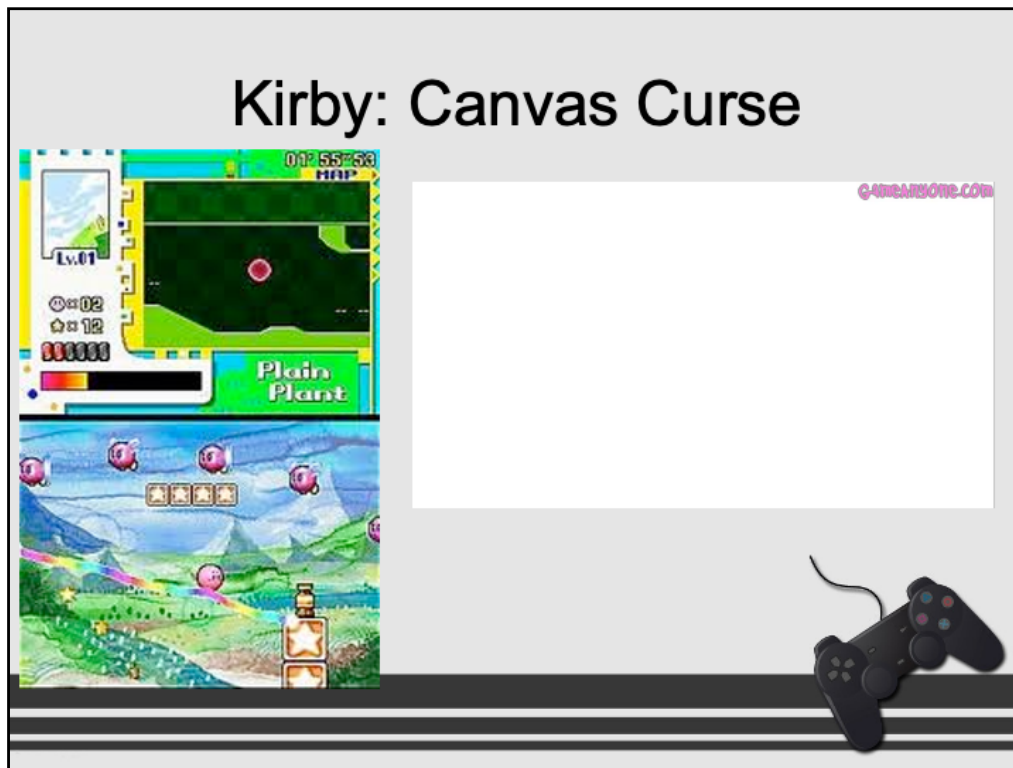 Kirby: Canvas Curse
01' 55" 53
MAP
Lv.01
×02
×12
Plain
Plant
GAMEANYONE.COM